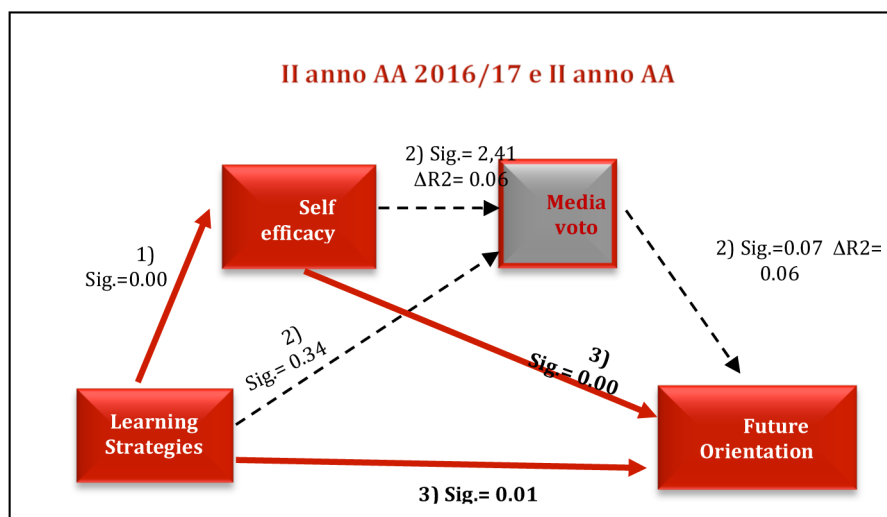 II anno AA 2016/17 e II anno AA
2) Sig.= 2,41
ΔR2= 0.06
Self
efficacy
Media
voto
1)
Sig.=0.00
2) Sig.=0.07 ΔR2=
0.06
2)
Sig.= 0.34
3)
Sig.= 0.00
Learning
Strategies
Future
Orientation
3) Sig.= 0.01